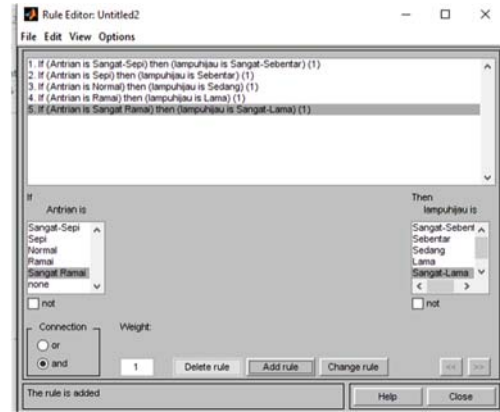 Rule Editor: Untitled2
File Edit View Options
1. If (Antrian is Sangat-Sepi) then (lampuhijau is Sangat-Sebentar) (1)
2. If (Antrian is Sepi) then (lampuhijau is Sebentar) (1)
3. If (Antrian is Normal) then (lampuhijau is Sedang) (1)
4. If (Antrian is Ramai) then (lampuhijau is Lama) (1)
5. If (Antrian is Sangat Ramai) then (lampuhijau is Sangat-Lama) (1)
If
Antrian is
Sangat-Sepi
Sepi
Normal
Ramai
Sangat Ramai
none
not
Then
lampuhijau is
Sangat-Sebent
Sebentar
Sedang
Lama
Sangat-Lama
not
Connection
or
and
Weight:
1
Delete rule
Add rule
Change rule
<<
>>
The rule is added
Help
Close